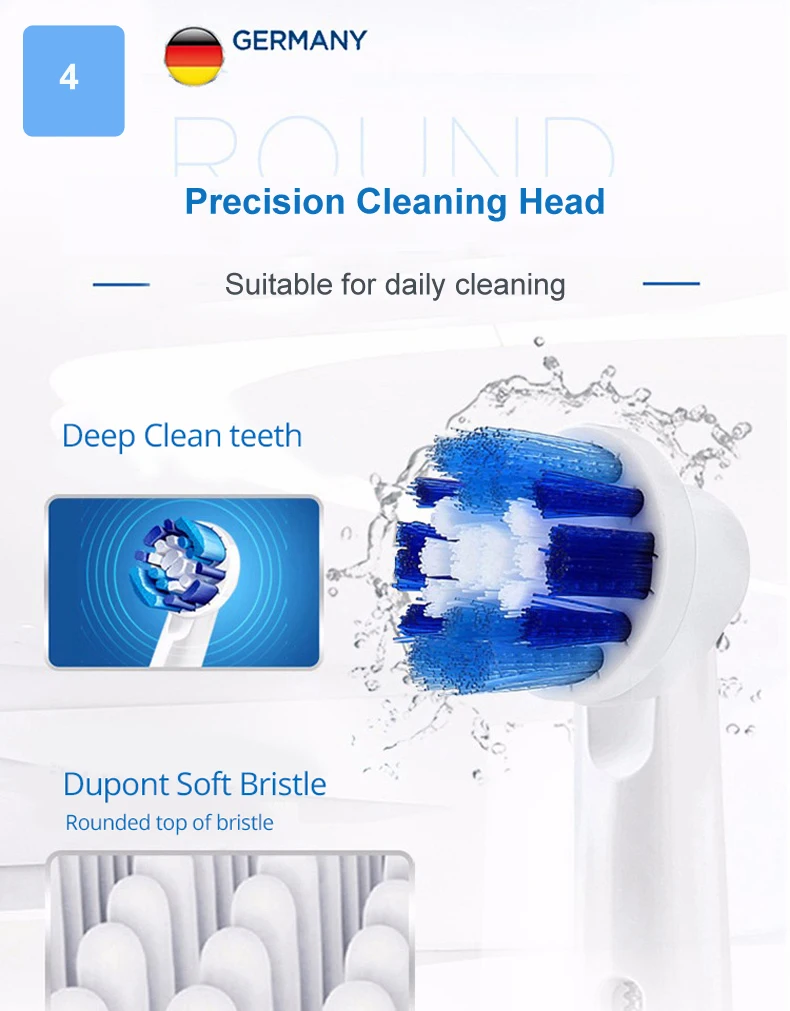 4
GERMANY
ROUND
Precision Cleaning Head
Suitable for daily cleaning
Deep Clean teeth
Dupont Soft Bristle
Rounded top of bristle